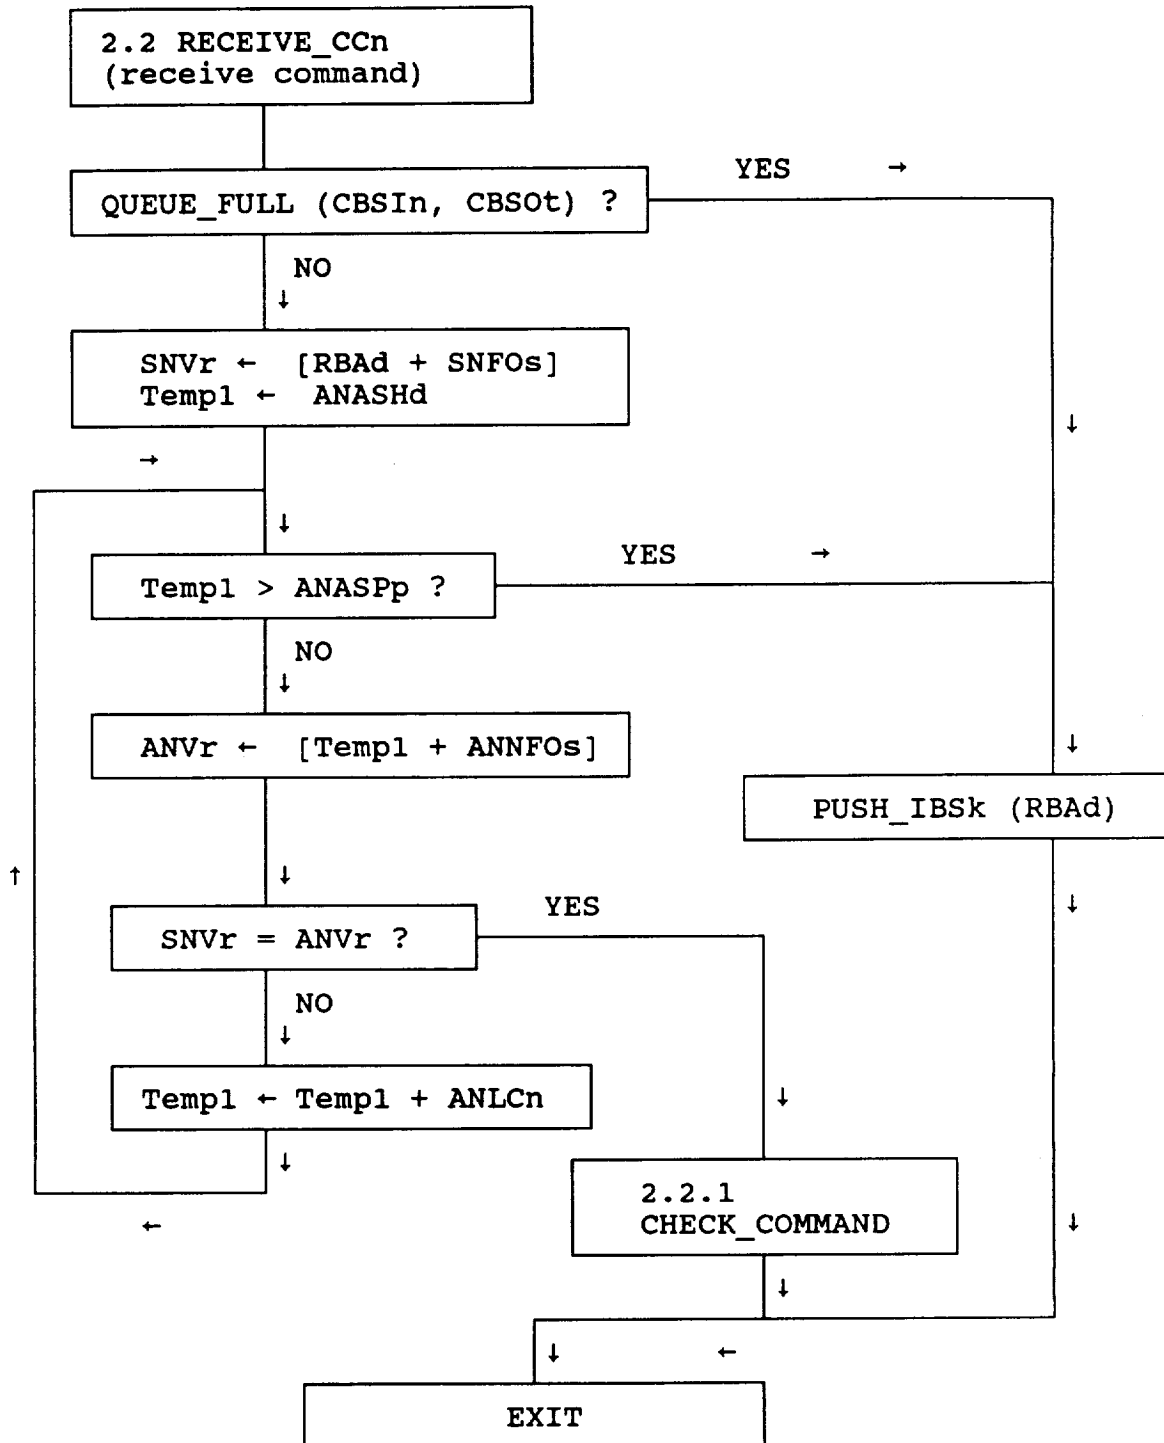 2.2 RECEIVE_CCn
(receive command)
YES →
QUEUE_FULL (CBSIn, CBSOt) ?
NO
↓
SNVr ← [RBAd + SNFOs]
Temp1 ← ANASHd
↓
→
↓
YES →
Temp1 > ANASPp ?
NO
↓
ANVr ← [Temp1 + ANNFOs]
↓
PUSH_IBSk (RBAd)
↑
↓
↓
YES
SNVr = ANVr ?
NO
↓
Temp1 ← Temp1 + ANLCn
↓
↓
2.2.1
CHECK_COMMAND
←
↓
↓
↓
←
EXIT